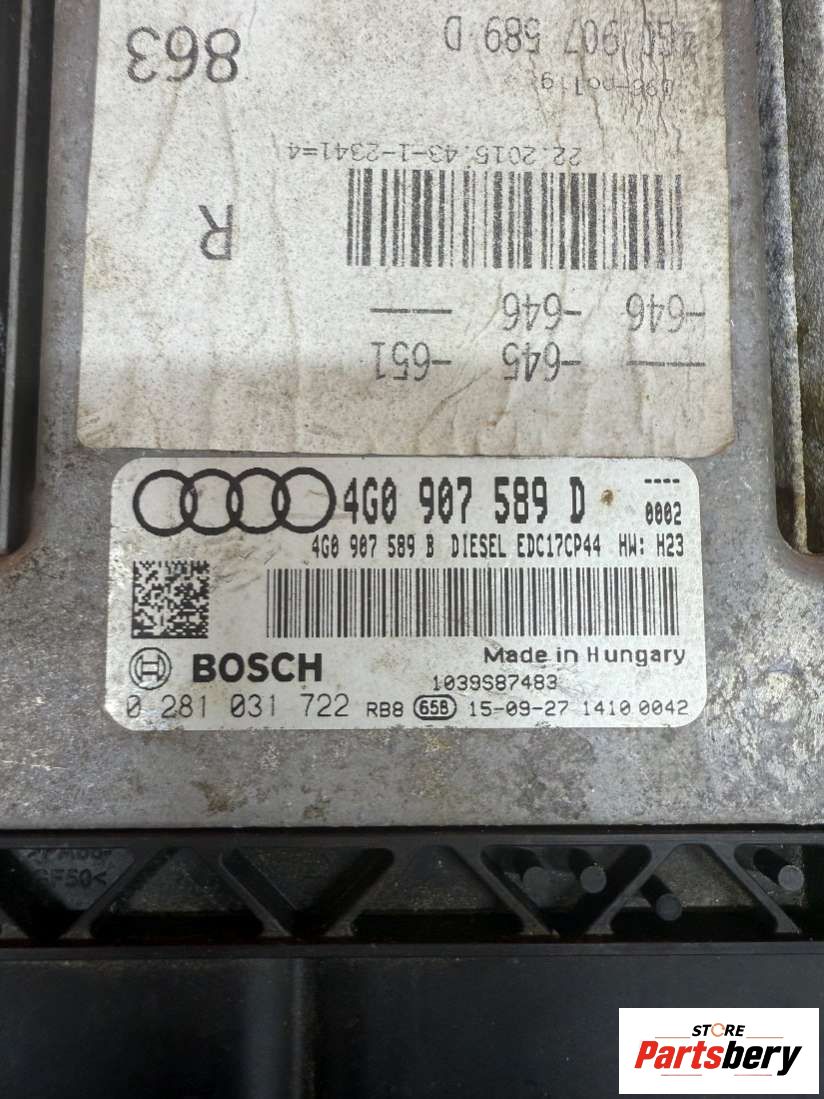 4G0 907 589 D
863
22.2015.43-1-2341=4
R
-646 -646 —
— -645 -651
4G0 907 589 D
----
0002
4G0 907 589 B DIESEL EDC17CP44 HW: H23
BOSCH
Made in Hungary
1039S87483
0 281 031 722 RB8 658 15-09-27 1410 0042
GF50<
STORE
Partsbery